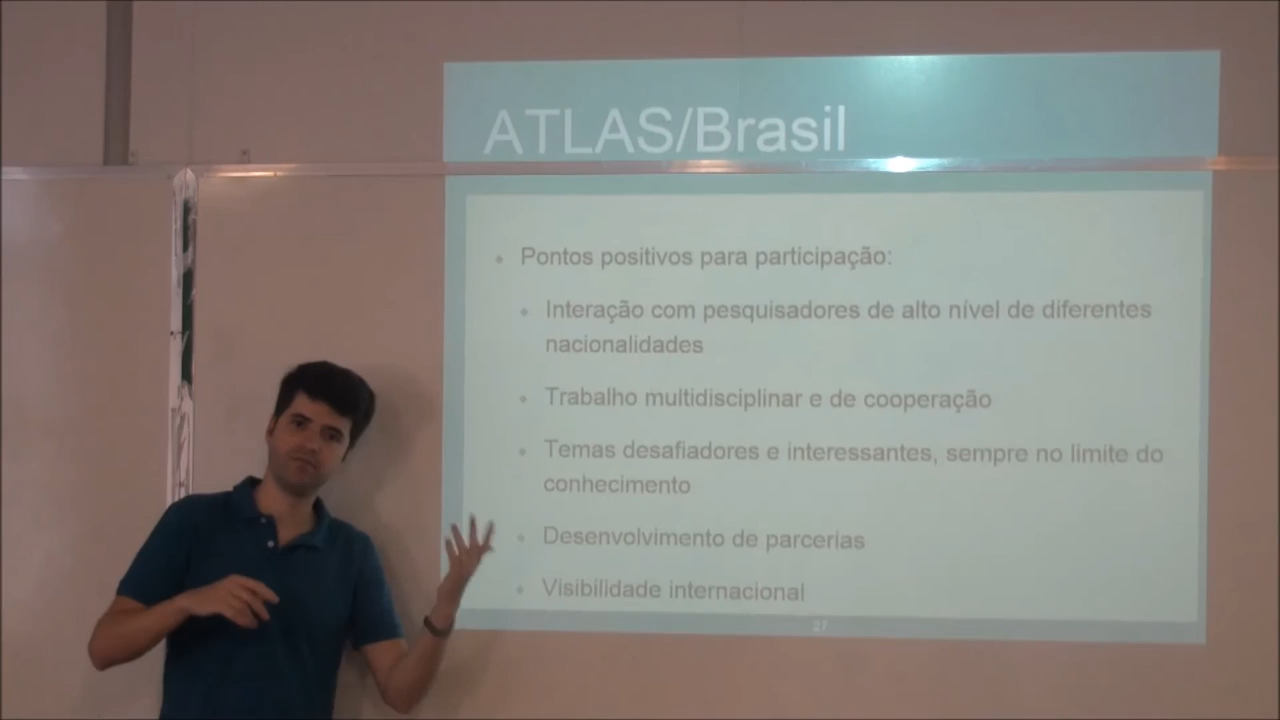 ATLAS/Brasil
Pontos positivos para participação:
Interação com pesquisadores de alto nível de diferentes
nacionalidades
Trabalho multidisciplinar e de cooperação
Temas desafiadores e interessantes, sempre no limite do
conhecimento
Desenvolvimento de parcerias
Visibilidade internacional
27